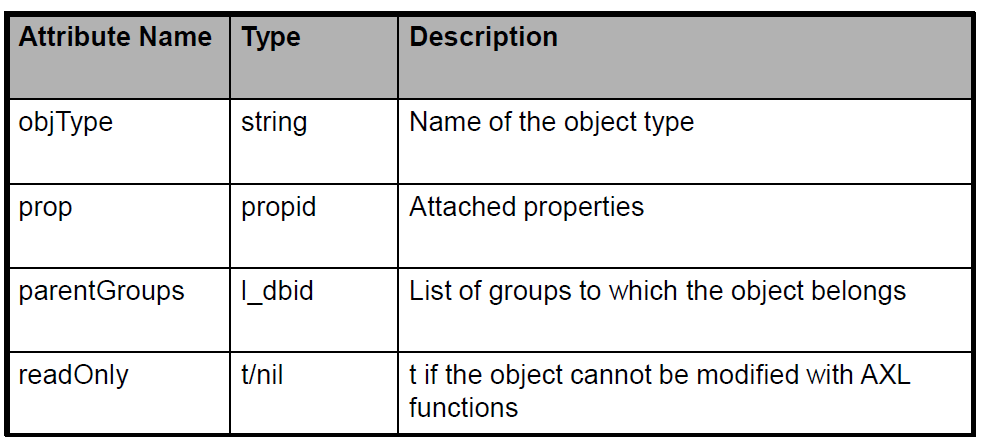 Attribute Name Type Description
objType string Name of the object type
prop propid Attached properties
parentGroups l_dbid List of groups to which the object belongs
readOnly t/nil t if the object cannot be modified with AXL
functions